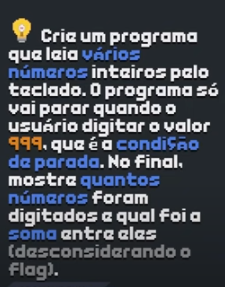 Crie um programa
que leia vários
números inteiros pelo
teclado. O programa só
vai parar quando o
usuário digitar o valor
999, que é a condição
de parada. No final,
mostre quantos
números foram
digitados e qual foi a
soma entre eles
(desconsiderando o
flag).